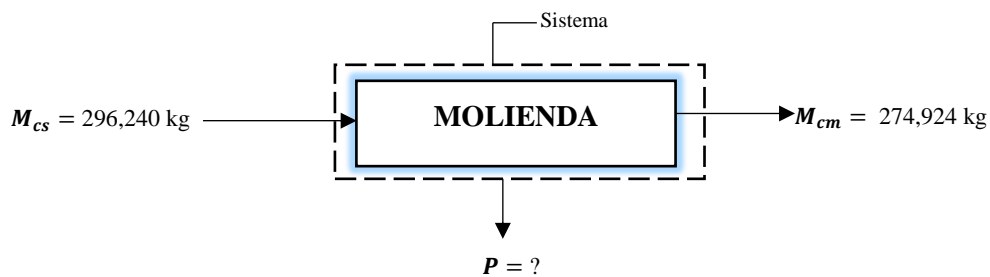 Sistema
M_cs = 296,240 kg
MOLIENDA
M_cm = 274,924 kg
P = ?